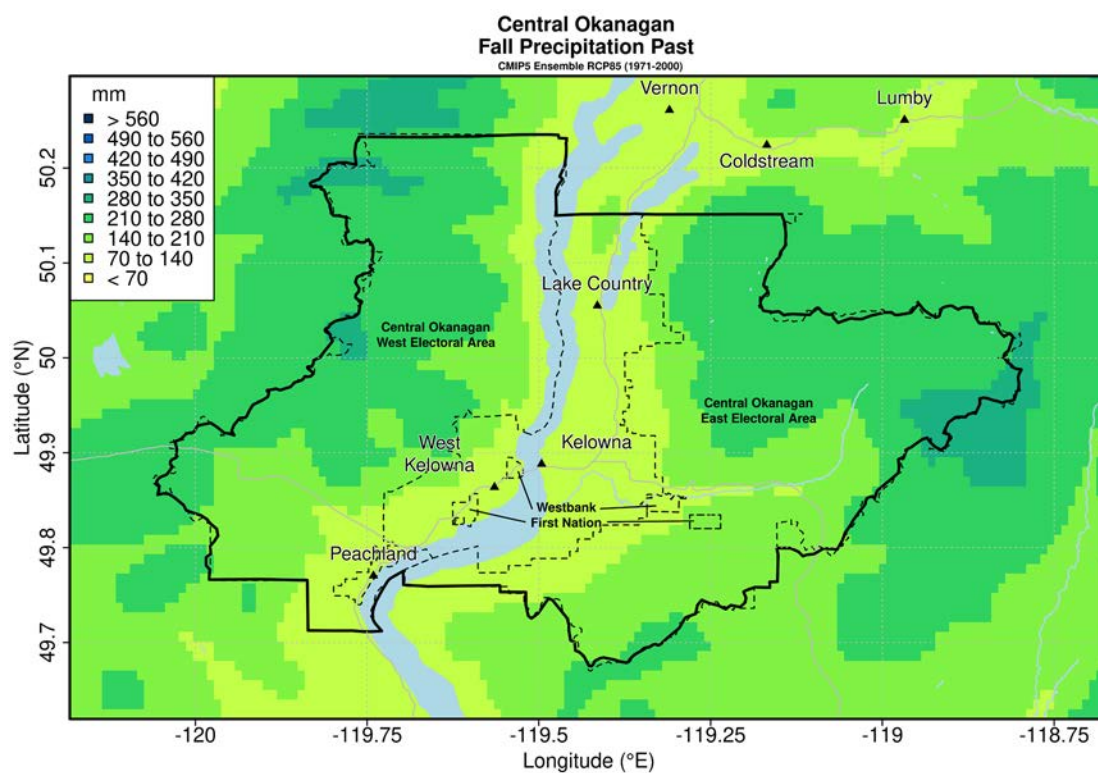 Central Okanagan
Fall Precipitation Past
CMIP5 Ensemble RCP85 (1971-2000)
mm
> 560
490 to 560
420 to 490
350 to 420
280 to 350
210 to 280
140 to 210
70 to 140
< 70
Vernon
Lumby
Coldstream
Lake Country
Central Okanagan
West Electoral Area
Central Okanagan
East Electoral Area
West
Kelowna
Kelowna
Westbank
First Nation
Peachland
Latitude (°N)
50.2
50.1
50
49.9
49.8
49.7
-120
-119.75
-119.5
-119.25
-119
-118.75
Longitude (°E)